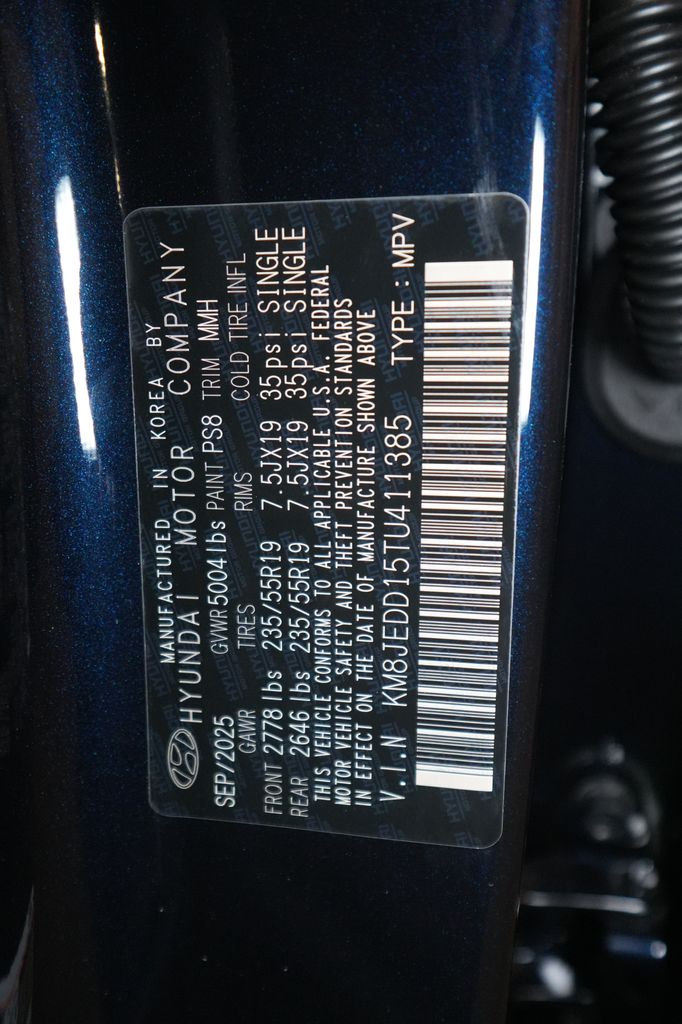 MANUFACTURED IN KOREA BY
HYUNDAI MOTOR COMPANY
SEP/2025 GVWR 5004lbs PAINT PS8 TRIM MMH
GAWR TIRES RIMS COLD TIRE INFL
FRONT 2778 lbs 235/55R19 7.5JX19 35psi SINGLE
REAR 2646 lbs 235/55R19 7.5JX19 35psi SINGLE
THIS VEHICLE CONFORMS TO ALL APPLICABLE U.S.A. FEDERAL
MOTOR VEHICLE SAFETY AND THEFT PREVENTION STANDARDS
IN EFFECT ON THE DATE OF MANUFACTURE SHOWN ABOVE
V.I.N KM8JEDD15TU411385 TYPE : MPV